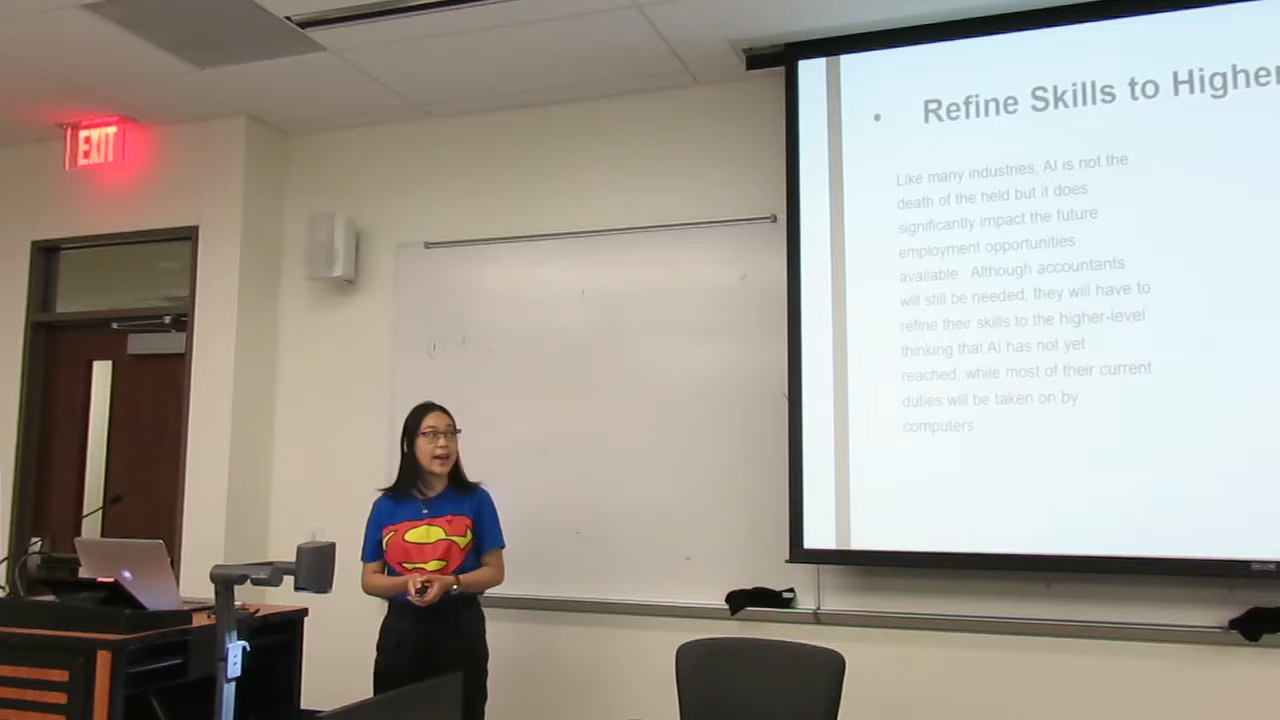 EXIT
• Refine Skills to Higher
Like many industries, AI is not the
death of the held but it does
significantly impact the future
employment opportunities
available Although accountants
will still be needed, they will have to
refine their skills to the higher-level
thinking that AI has not yet
reached, while most of their current
duties will be taken on by
computers